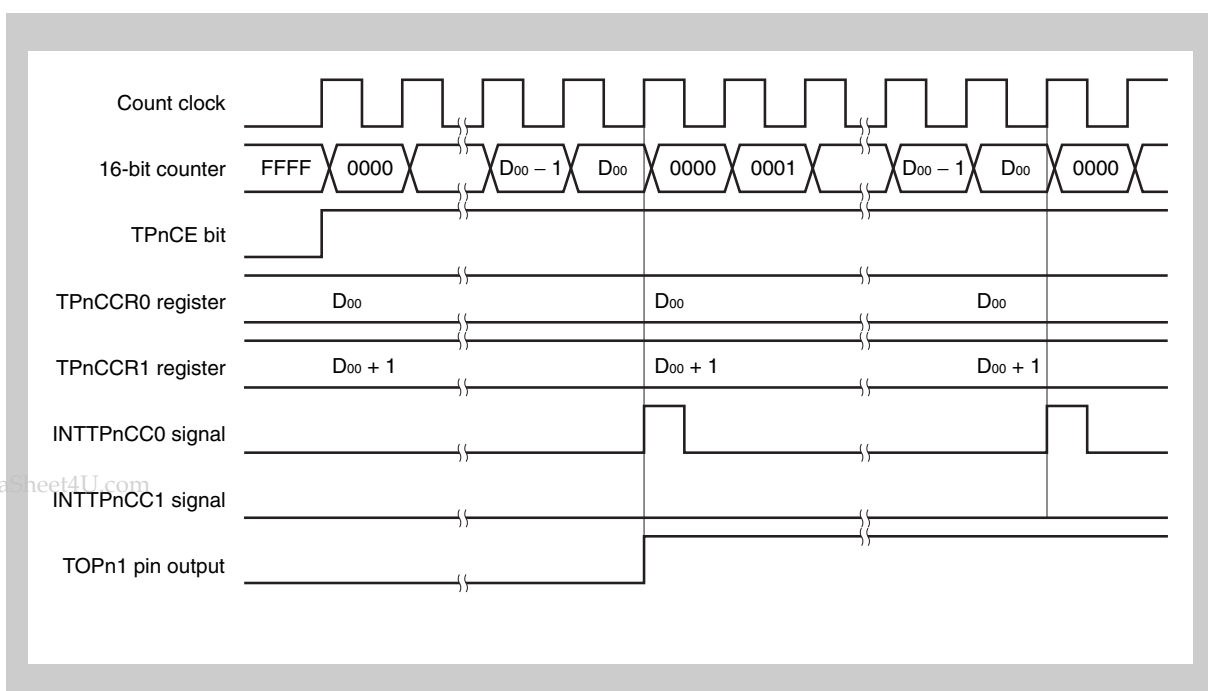 Count clock
16-bit counter FFFF 0000 D00 – 1 D00 0000 0001 D00 – 1 D00 0000
TPnCE bit
TPnCCR0 register D00 D00 D00
TPnCCR1 register D00 + 1 D00 + 1 D00 + 1
INTTPnCC0 signal
aSheet4U.com
INTTPnCC1 signal
TOPn1 pin output